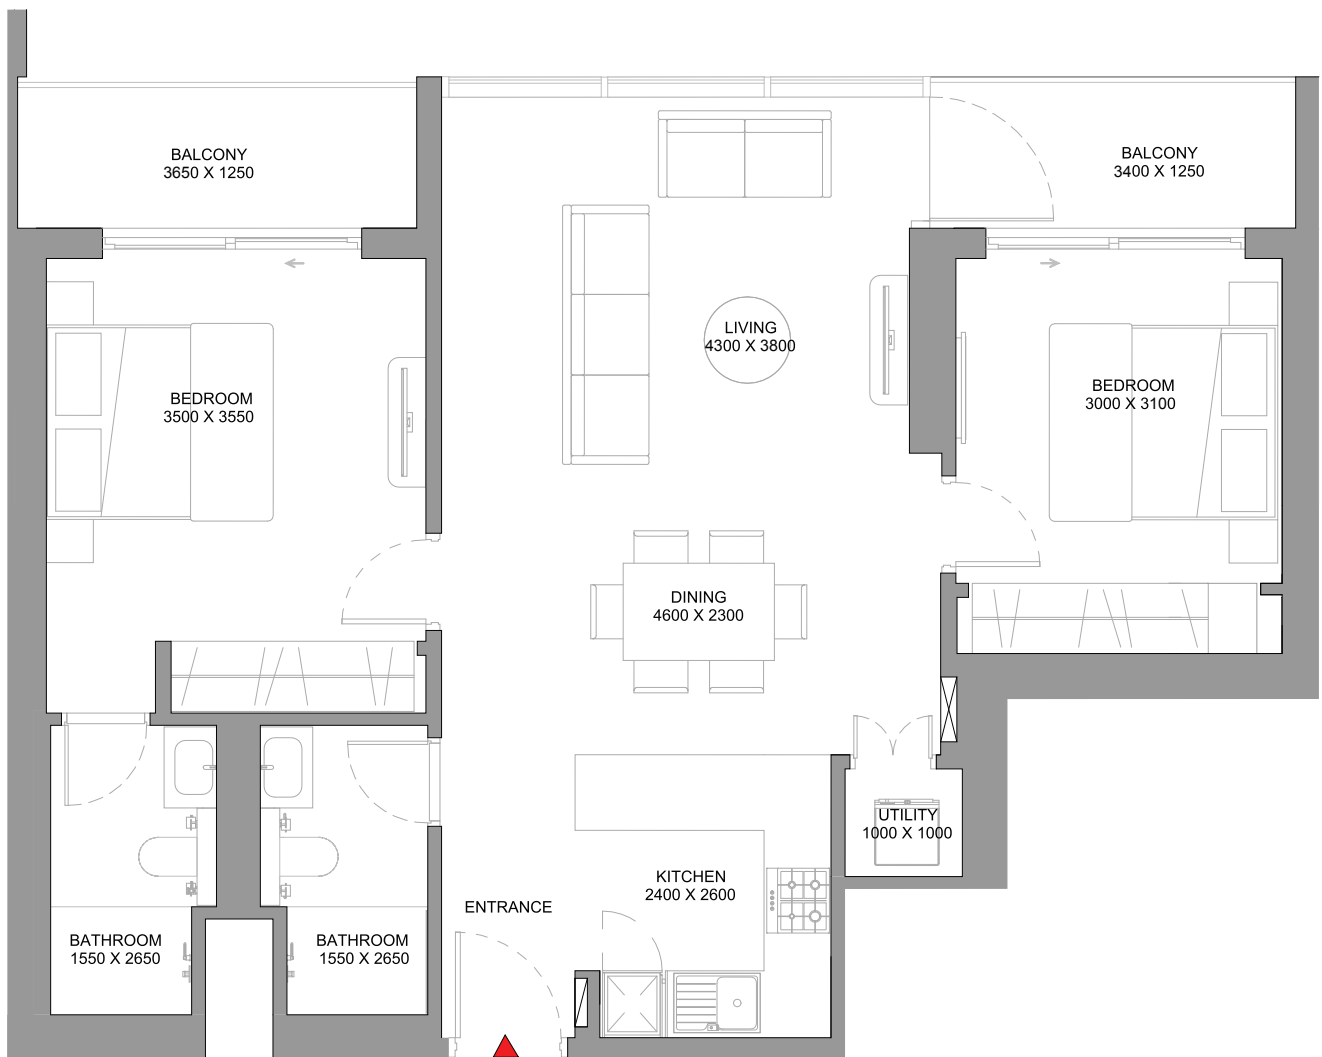 BALCONY
3650 X 1250
BALCONY
3400 X 1250
LIVING
4300 X 3800
BEDROOM
3500 X 3550
BEDROOM
3000 X 3100
DINING
4600 X 2300
UTILITY
1000 X 1000
KITCHEN
2400 X 2600
ENTRANCE
BATHROOM
1550 X 2650
BATHROOM
1550 X 2650